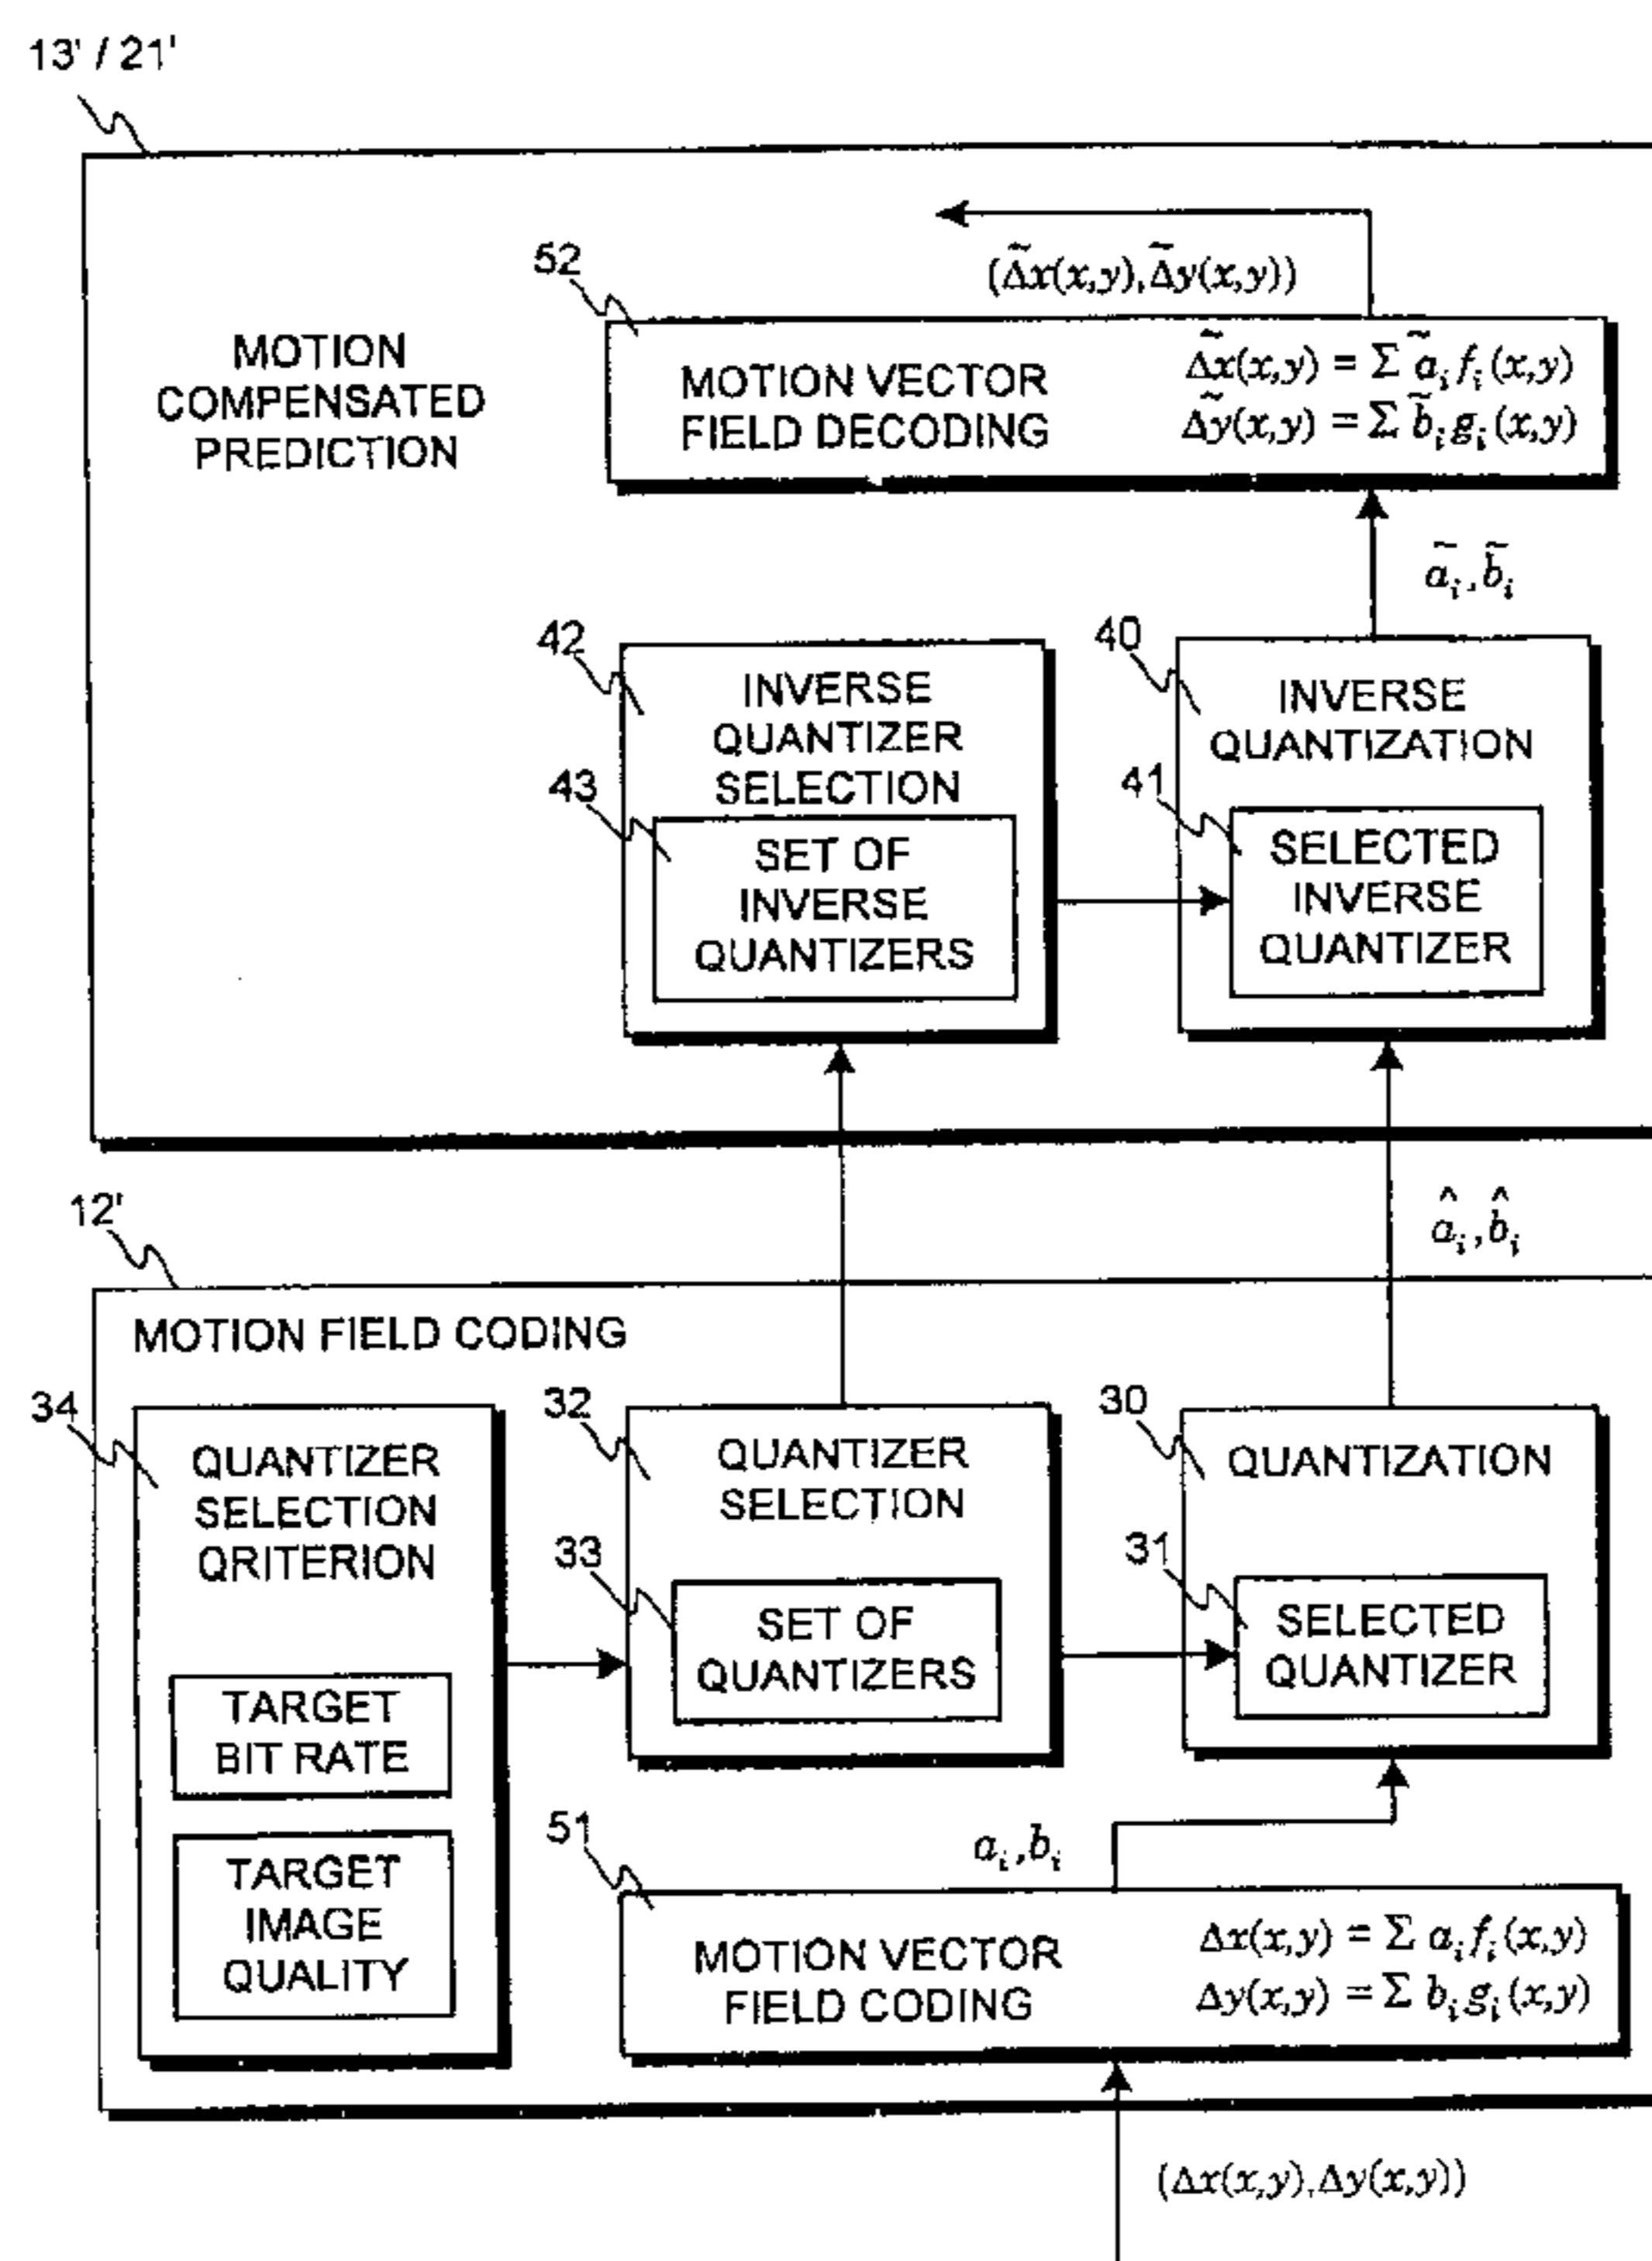 13' / 21'
(Δ̃x(x,y),Δ̃y(x,y))
52
MOTION
COMPENSATED
PREDICTION
MOTION VECTOR
FIELD DECODING
Δ̃x(x,y) = Σ ã_i f_i(x,y)
Δ̃y(x,y) = Σ b̃_i g_i(x,y)
ã_i, b̃_i
42
INVERSE
QUANTIZER
SELECTION
43
SET OF
INVERSE
QUANTIZERS
40
INVERSE
QUANTIZATION
41
SELECTED
INVERSE
QUANTIZER
12'
â_i, b̂_i
MOTION FIELD CODING
34
QUANTIZER
SELECTION
QRITERION
TARGET
BIT RATE
TARGET
IMAGE
QUALITY
32
QUANTIZER
SELECTION
33
SET OF
QUANTIZERS
30
QUANTIZATION
31
SELECTED
QUANTIZER
51
a_i, b_i
MOTION VECTOR
FIELD CODING
Δx(x,y) = Σ a_i f_i(x,y)
Δy(x,y) = Σ b_i g_i(x,y)
(Δx(x,y),Δy(x,y))